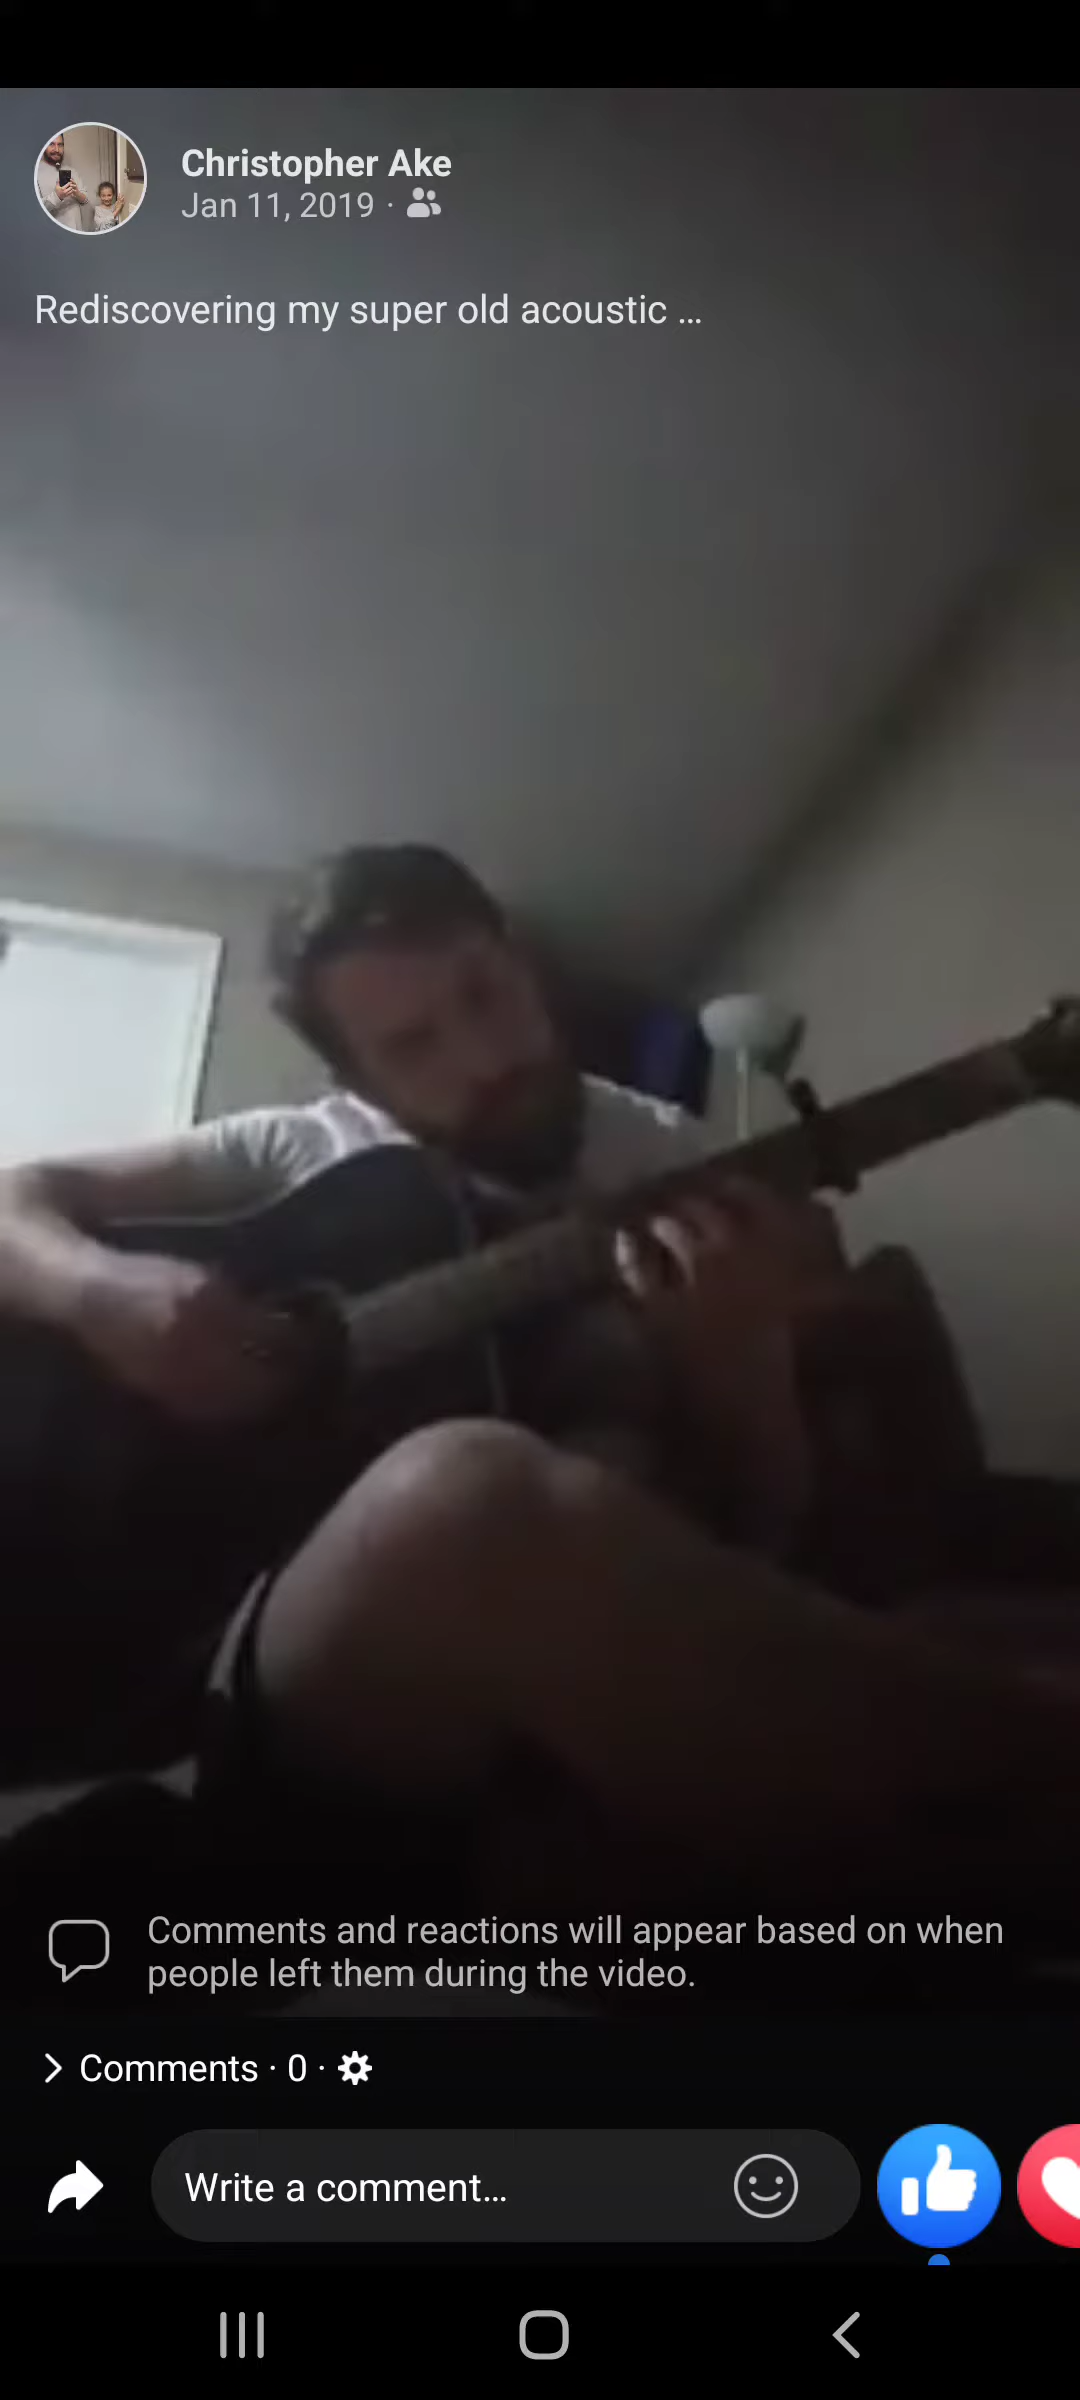 Christopher Ake
Jan 11, 2019 ·
Rediscovering my super old acoustic ...
Comments and reactions will appear based on when
people left them during the video.
Comments · 0 ·
Write a comment...